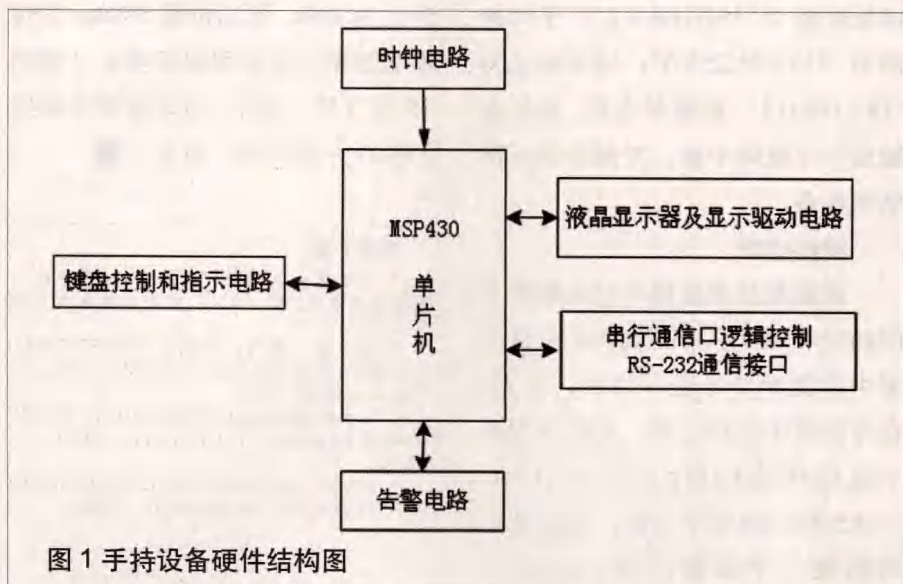 时钟电路
MSP430
单
片
机
液晶显示器及显示驱动电路
键盘控制和指示电路
串行通信口逻辑控制
RS-232通信接口
告警电路
图1手持设备硬件结构图